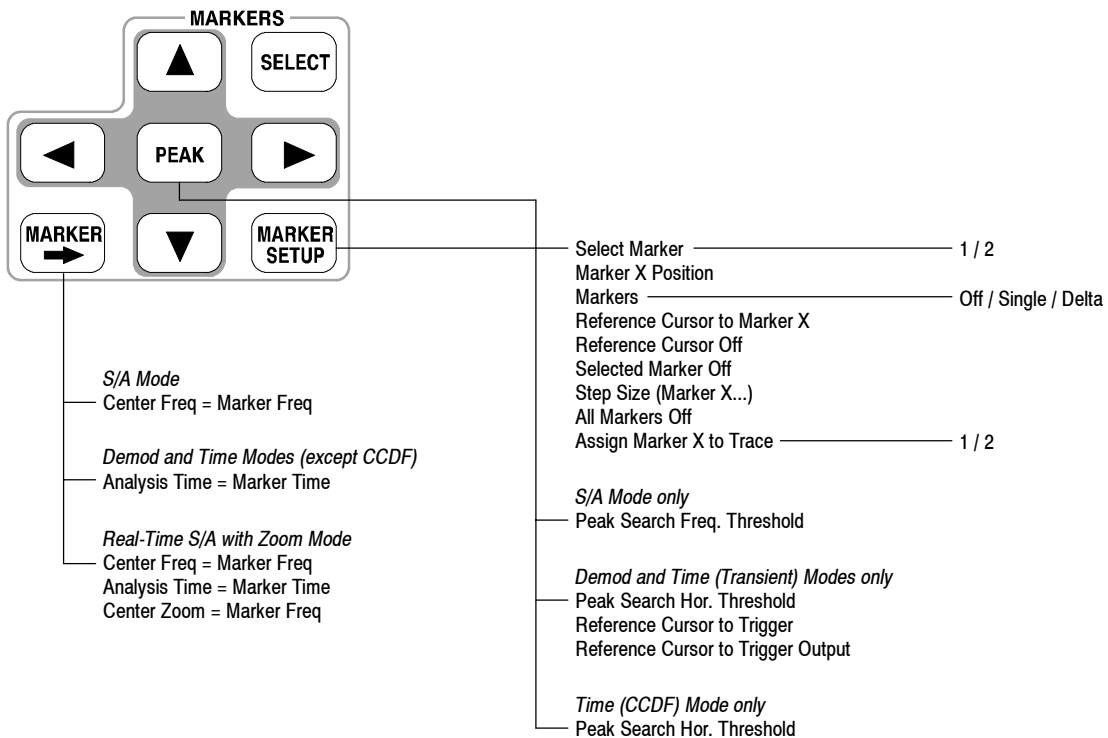 MARKERS
SELECT
PEAK
MARKER
MARKER
SETUP
S/A Mode
Center Freq = Marker Freq
Demod and Time Modes (except CCDF)
Analysis Time = Marker Time
Real-Time S/A with Zoom Mode
Center Freq = Marker Freq
Analysis Time = Marker Time
Center Zoom = Marker Freq
Select Marker 1 / 2
Marker X Position
Markers Off / Single / Delta
Reference Cursor to Marker X
Reference Cursor Off
Selected Marker Off
Step Size (Marker X...)
All Markers Off
Assign Marker X to Trace 1 / 2
S/A Mode only
Peak Search Freq. Threshold
Demod and Time (Transient) Modes only
Peak Search Hor. Threshold
Reference Cursor to Trigger
Reference Cursor to Trigger Output
Time (CCDF) Mode only
Peak Search Hor. Threshold